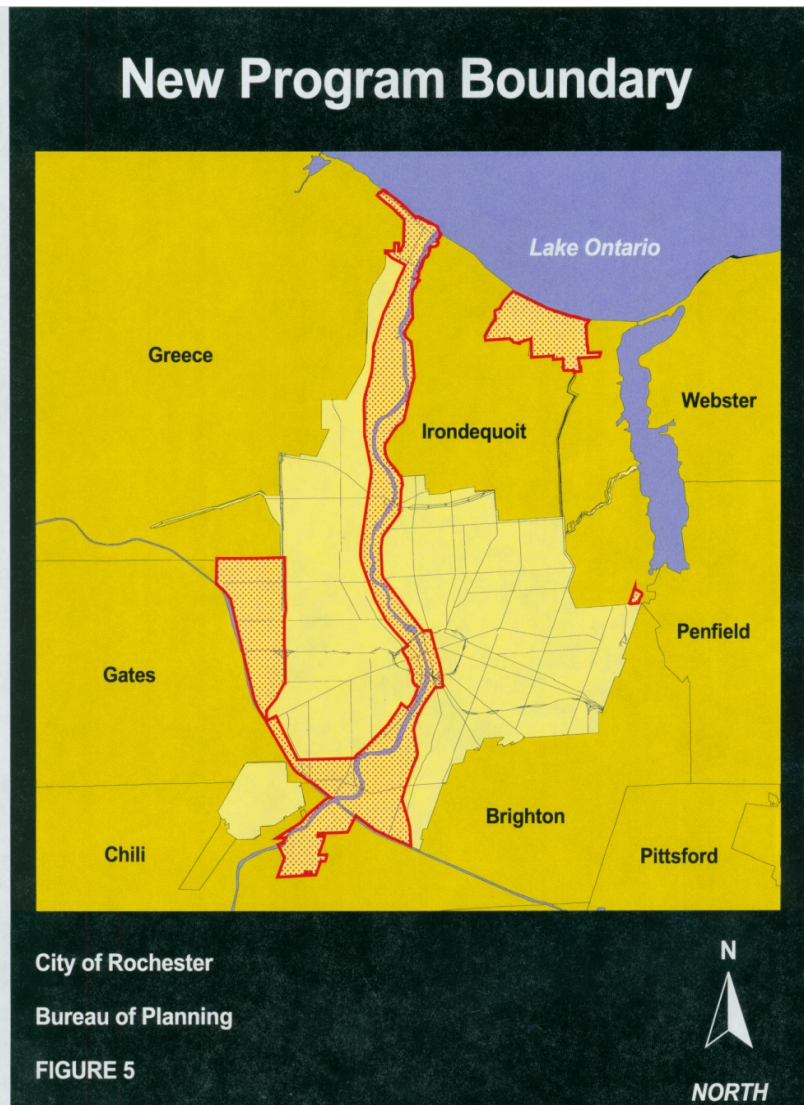 New Program Boundary
Lake Ontario
Greece
Webster
Irondequoit
Penfield
Gates
Brighton
Chili
Pittsford
City of Rochester
Bureau of Planning
FIGURE 5
N
NORTH